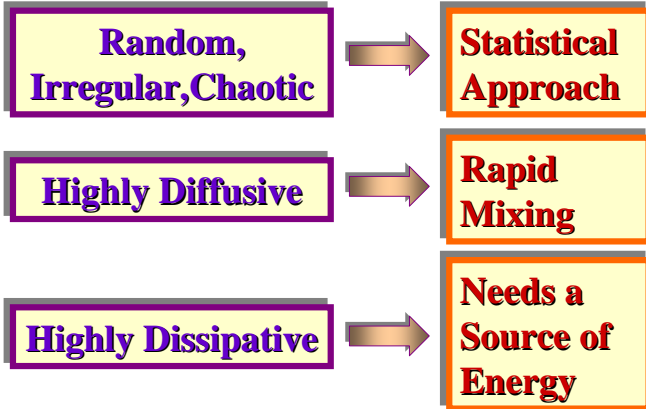 Random,
Irregular,Chaotic
Statistical
Approach
Highly Diffusive
Rapid
Mixing
Highly Dissipative
Needs a
Source of
Energy